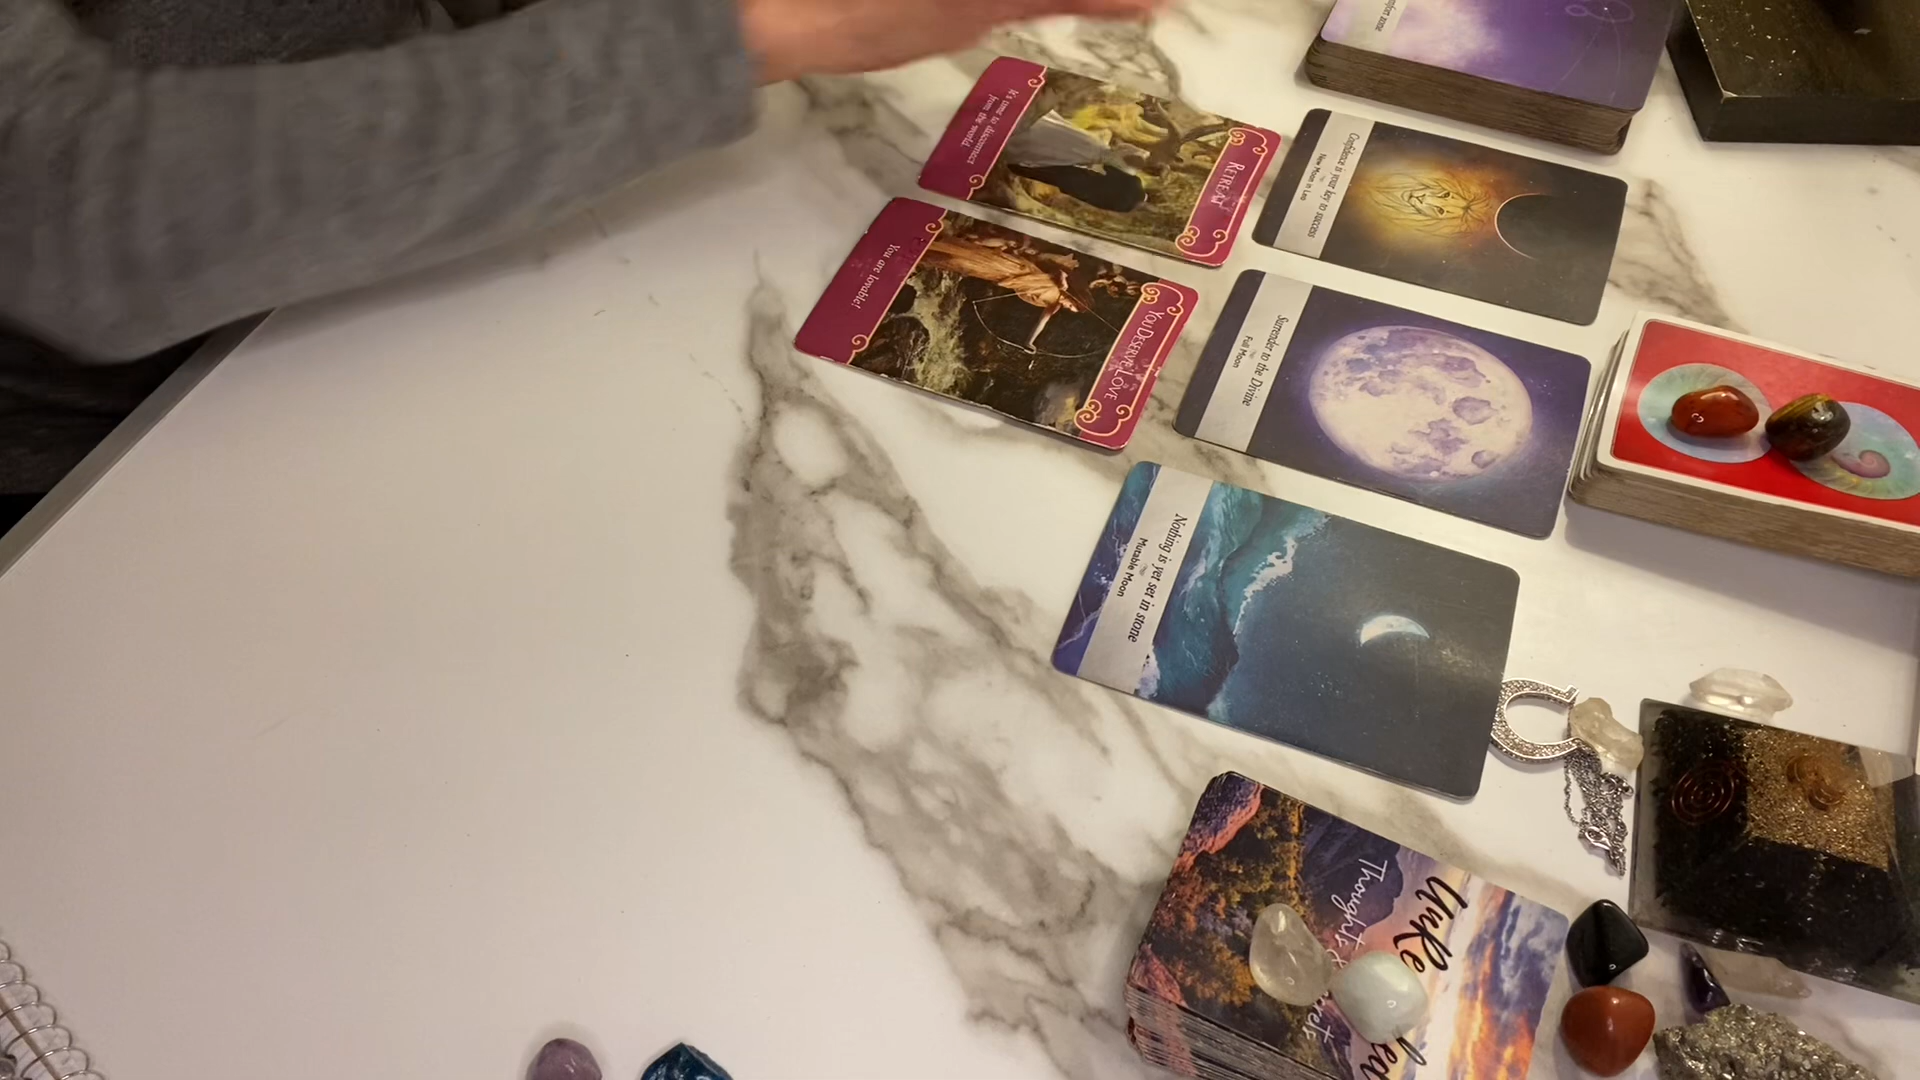 comfort zone
RETREAT
It's time to disconnect
from the world.
Confidence is your key to success
New Moon in Leo
YOU DESERVE LOVE
You are lovable!
Surrender to the Divine
Full Moon
Nothing is yet set in stone
Mutable Moon
Thoughts &